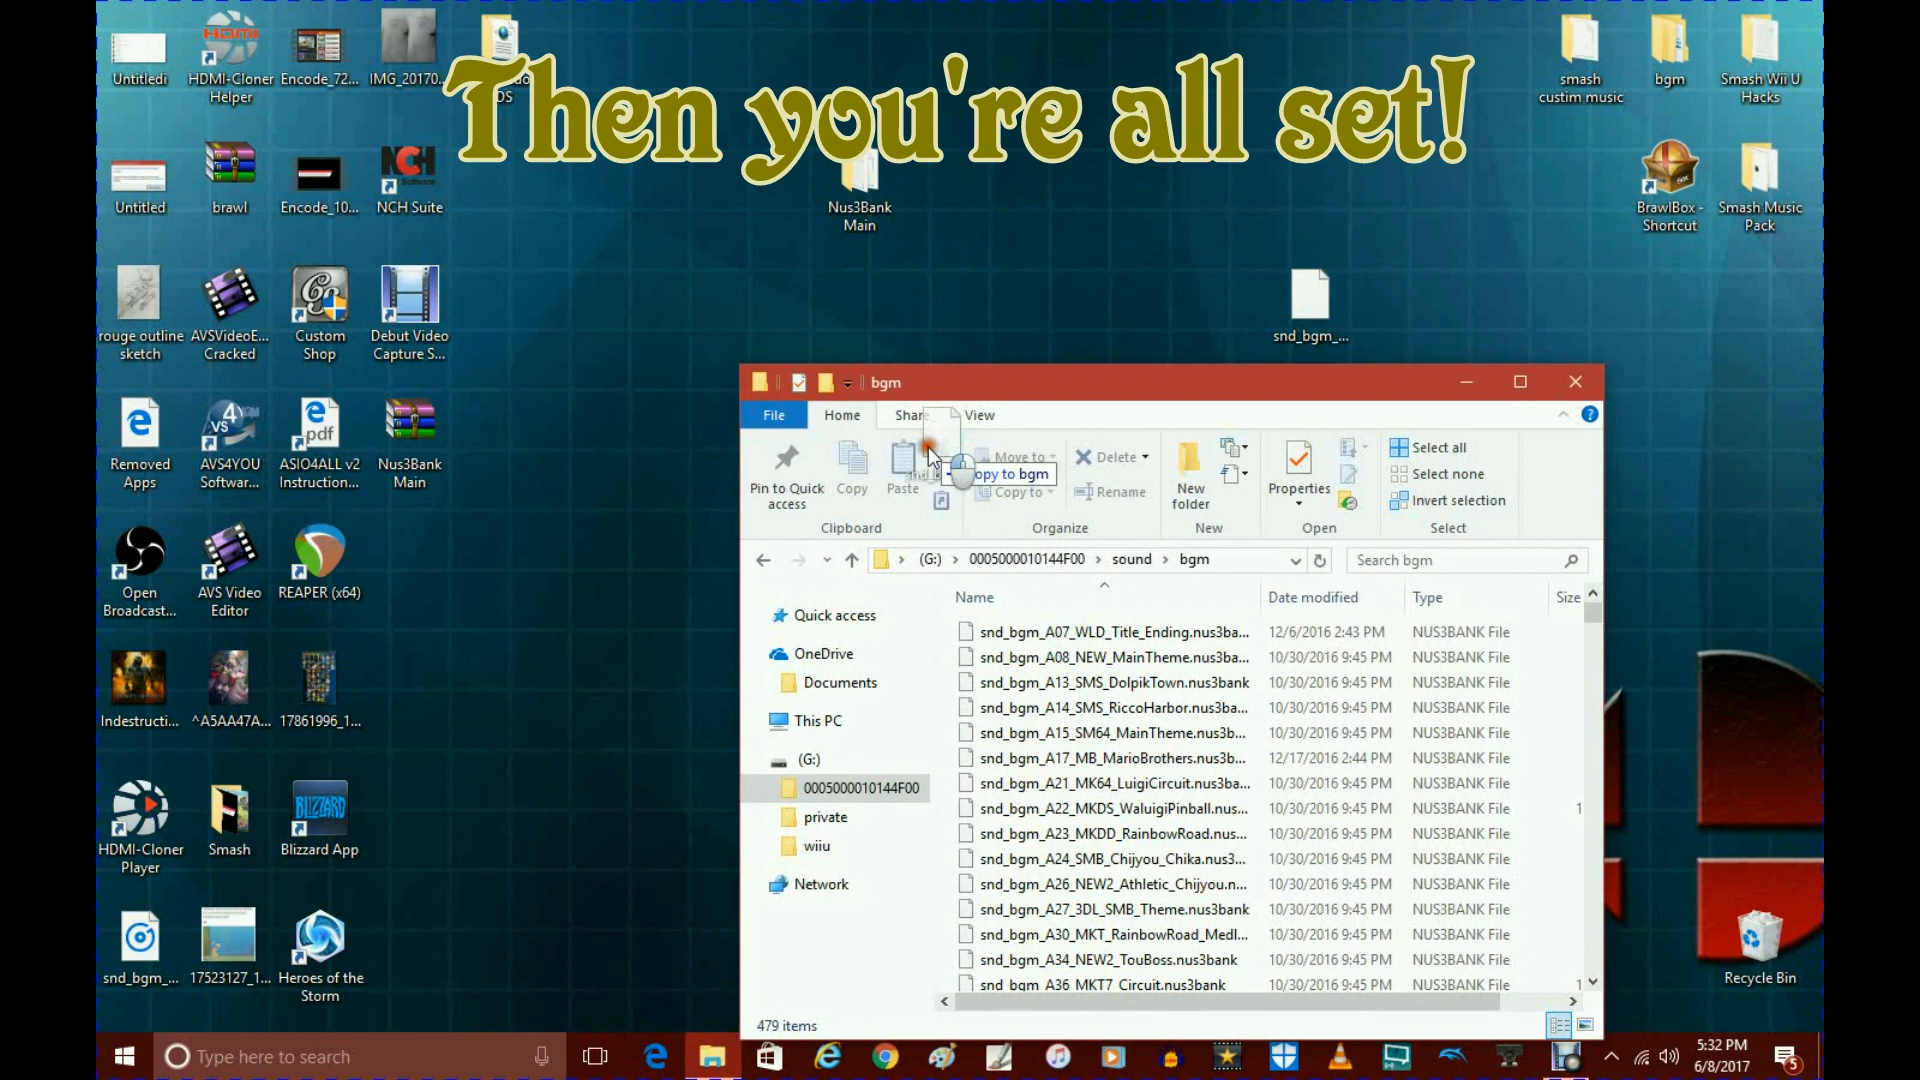 Then you're all set!
Untitledi
HDMI-Cloner
Helper
Encode_72...
IMG_20170...
smash
custim music
bgm
Smash Wii U
Hacks
Untitled
brawl
Encode_10...
NCH Suite
Nus3Bank
Main
BrawlBox -
Shortcut
Smash Music
Pack
rouge outline
sketch
AVSVideoE...
Cracked
Custom
Shop
Debut Video
Capture S...
snd_bgm_...
Removed
Apps
AVS4YOU
Softwar...
ASIO4ALL v2
Instruction...
Nus3Bank
Main
Open
Broadcast...
AVS Video
Editor
REAPER (x64)
Indestructi...
^A5AA47A...
17861996_1...
HDMI-Cloner
Player
Smash
Blizzard App
snd_bgm_...
17523127_1...
Heroes of the
Storm
Recycle Bin
bgm
File
Home
Share
View
Pin to Quick
access
Copy
Paste
Move to
Copy to
Delete
Rename
opy to bgm
New
folder
Properties
Select all
Select none
Invert selection
Clipboard
Organize
New
Open
Select
(G:) > 0005000010144F00 > sound > bgm
Search bgm
Name
Date modified
Type
Size
Quick access
OneDrive
Documents
This PC
(G:)
0005000010144F00
private
wiiu
Network
snd_bgm_A07_WLD_Title_Ending.nus3ba... 12/6/2016 2:43 PM NUS3BANK File
snd_bgm_A08_NEW_MainTheme.nus3ba... 10/30/2016 9:45 PM NUS3BANK File
snd_bgm_A13_SMS_DolpikTown.nus3bank 10/30/2016 9:45 PM NUS3BANK File
snd_bgm_A14_SMS_RiccoHarbor.nus3ba... 10/30/2016 9:45 PM NUS3BANK File
snd_bgm_A15_SM64_MainTheme.nus3b... 10/30/2016 9:45 PM NUS3BANK File
snd_bgm_A17_MB_MarioBrothers.nus3b... 12/17/2016 2:44 PM NUS3BANK File
snd_bgm_A21_MK64_LuigiCircuit.nus3ba... 10/30/2016 9:45 PM NUS3BANK File
snd_bgm_A22_MKDS_WaluigiPinball.nus... 10/30/2016 9:45 PM NUS3BANK File 1
snd_bgm_A23_MKDD_RainbowRoad.nus... 10/30/2016 9:45 PM NUS3BANK File
snd_bgm_A24_SMB_Chijyou_Chika.nus3... 10/30/2016 9:45 PM NUS3BANK File
snd_bgm_A26_NEW2_Athletic_Chijyou.n... 10/30/2016 9:45 PM NUS3BANK File
snd_bgm_A27_3DL_SMB_Theme.nus3bank 10/30/2016 9:45 PM NUS3BANK File
snd_bgm_A30_MKT_RainbowRoad_Medl... 10/30/2016 9:45 PM NUS3BANK File
snd_bgm_A34_NEW2_TouBoss.nus3bank 10/30/2016 9:45 PM NUS3BANK File
snd_bgm_A36_MKT7_Circuit.nus3bank 10/30/2016 9:45 PM NUS3BANK File 1
479 items
Type here to search
5:32 PM
6/8/2017
5